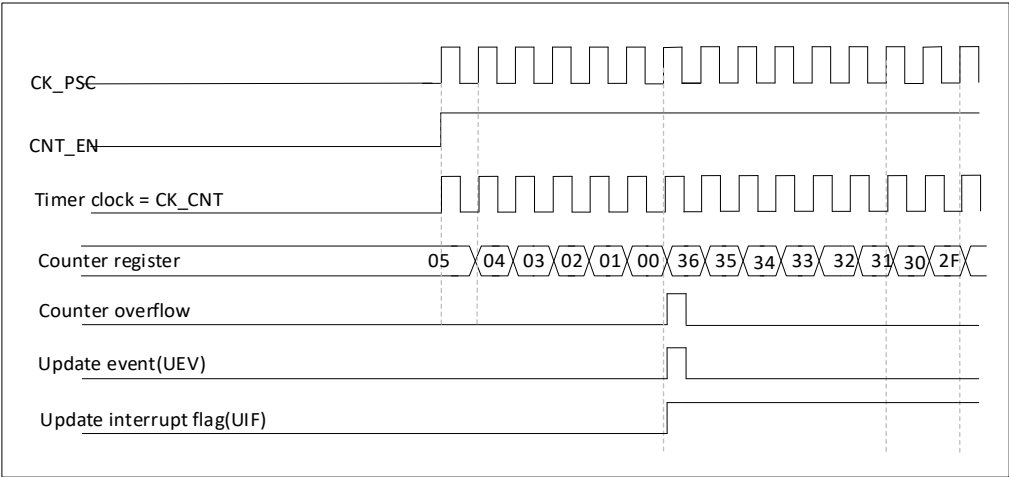 CK_PSC
CNT_EN
Timer clock = CK_CNT
Counter register 05 04 03 02 01 00 36 35 34 33 32 31 30 2F
Counter overflow
Update event(UEV)
Update interrupt flag(UIF)